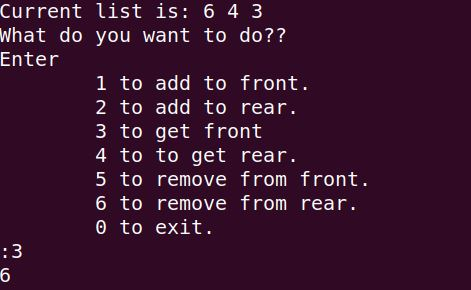 Current list is: 6 4 3
What do you want to do??
Enter
1 to add to front.
2 to add to rear.
3 to get front
4 to to get rear.
5 to remove from front.
6 to remove from rear.
0 to exit.
:3
6